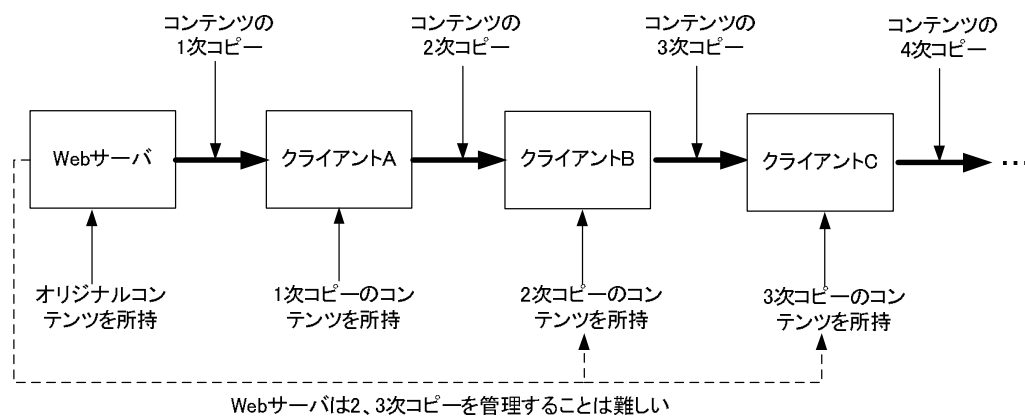 コンテンツの
1次コピー
コンテンツの
2次コピー
コンテンツの
3次コピー
コンテンツの
4次コピー
Webサーバ
クライアントA
クライアントB
クライアントC
…
オリジナルコン
テンツを所持
1次コピーのコン
テンツを所持
2次コピーのコン
テンツを所持
3次コピーのコン
テンツを所持
Webサーバは2、3次コピーを管理することは難しい